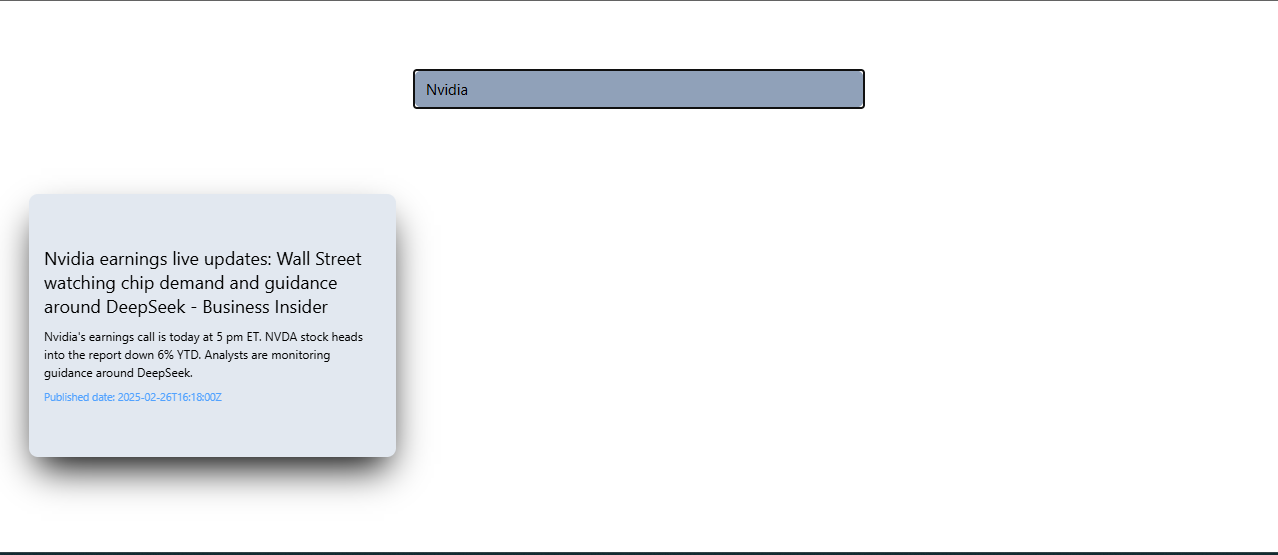 Nvidia
Nvidia earnings live updates: Wall Street
watching chip demand and guidance
around DeepSeek - Business Insider
Nvidia's earnings call is today at 5 pm ET. NVDA stock heads
into the report down 6% YTD. Analysts are monitoring
guidance around DeepSeek.
Published date: 2025-02-26T16:18:00Z